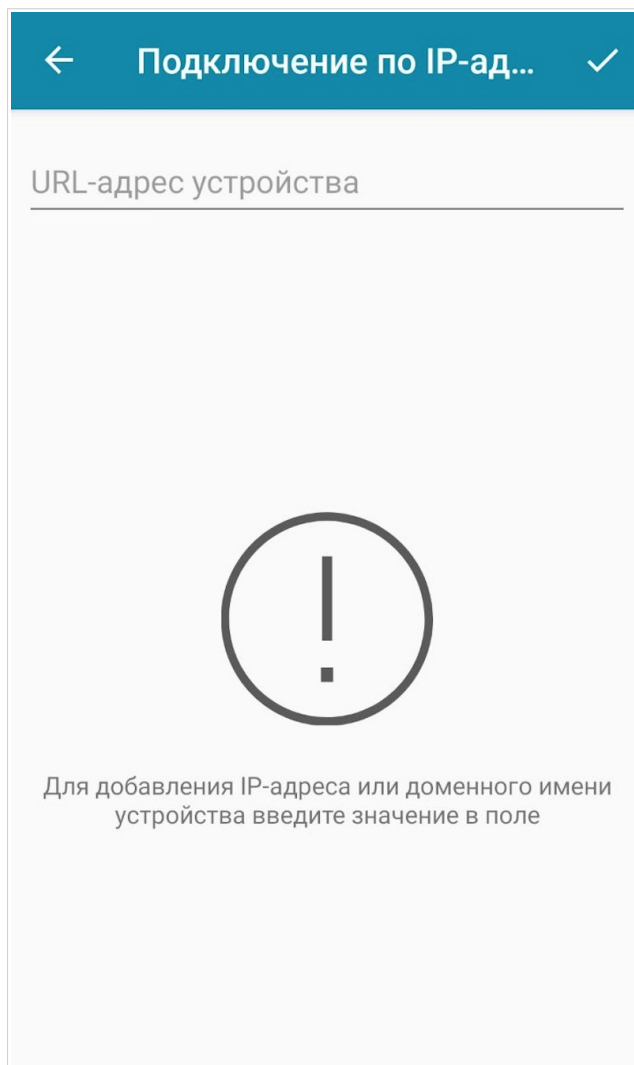 Подключение по IP-ад...
URL-адрес устройства
Для добавления IP-адреса или доменного имени
устройства введите значение в поле